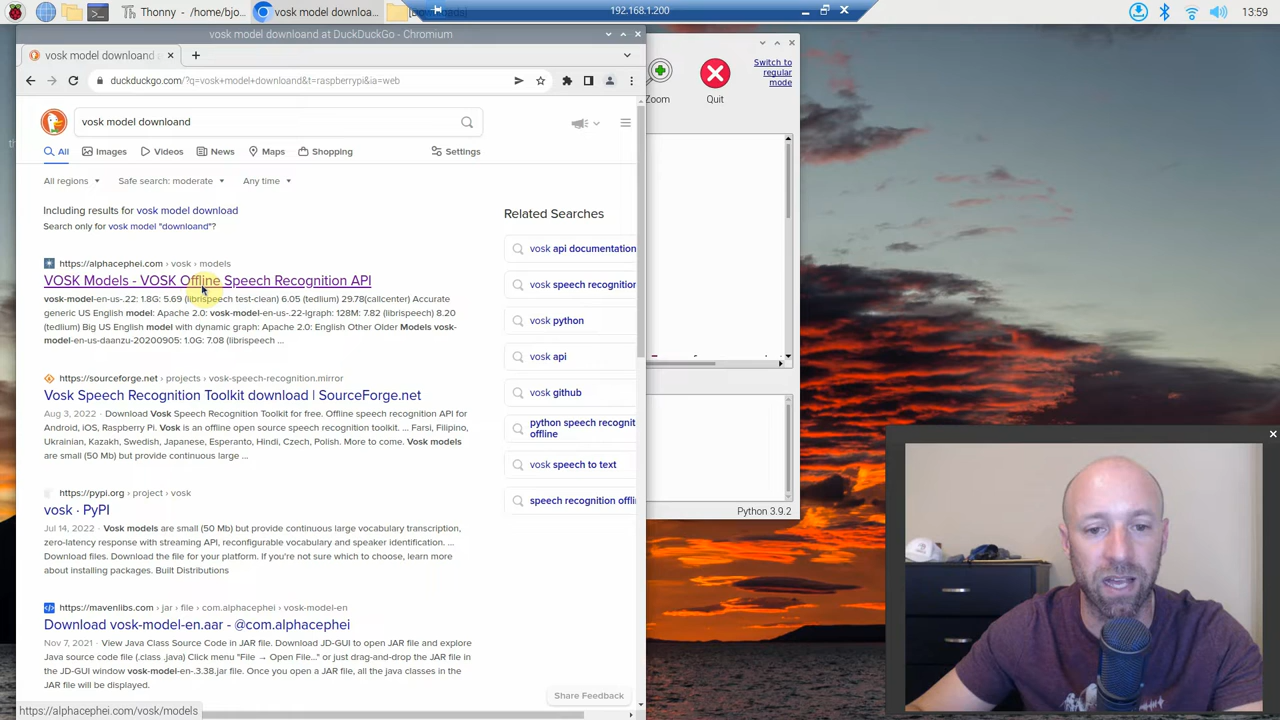 Thonny - /home/bjo...
vosk model downloa...
192.168.1.200
13:59
vosk model downloand at DuckDuckGo - Chromium
vosk model downloand at
duckduckgo.com/?q=vosk+model+downloand&t=raspberrypi&ia=web
Zoom
Quit
Switch to
regular
mode
vosk model downloand
All
Images
Videos
News
Maps
Shopping
Settings
All regions
Safe search: moderate
Any time
Including results for vosk model download
Search only for vosk model "downloand"?
https://alphacephei.com › vosk › models
VOSK Models - VOSK Offline Speech Recognition API
vosk-model-en-us-.22: 1.8G: 5.69 (librispeech test-clean) 6.05 (tedlium) 29.78(callcenter) Accurate
generic US English model: Apache 2.0: vosk-model-en-us-.22-lgraph: 128M: 7.82 (librispeech) 8.20
(tedlium) Big US English model with dynamic graph: Apache 2.0: English Other Older Models vosk-
model-en-us-daanzu-20200905: 1.0G: 7.08 (librispeech ...
https://sourceforge.net › projects › vosk-speech-recognition.mirror
Vosk Speech Recognition Toolkit download | SourceForge.net
Aug 3, 2022 · Download Vosk Speech Recognition Toolkit for free. Offline speech recognition API for
Android, iOS, Raspberry Pi. Vosk is an offline open source speech recognition toolkit. ... Farsi, Filipino,
Ukrainian, Kazakh, Swedish, Japanese, Esperanto, Hindi, Czech, Polish. More to come. Vosk models
are small (50 Mb) but provide continuous large ...
https://pypi.org › project › vosk
vosk · PyPI
Jul 14, 2022 · Vosk models are small (50 Mb) but provide continuous large vocabulary transcription,
zero-latency response with streaming API, reconfigurable vocabulary and speaker identification. ...
Download files. Download the file for your platform. If you're not sure which to choose, learn more
about installing packages. Built Distributions
https://mavenlibs.com › jar › file › com.alphacephei › vosk-model-en
Download vosk-model-en.aar - @com.alphacephei
Nov 7, 2021 · View Java Class Source Code in JAR file. Download JD-GUI to open JAR file and explore
Java source code file (.class .java) Click menu "File → Open File..." or just drag-and-drop the JAR file
in the JD-GUI window vosk-model-en-.3.38.jar file. Once you open a JAR file, all the java classes in the
JAR file will be displayed.
Related Searches
vosk api documentation
vosk speech recognition
vosk python
vosk api
vosk github
python speech recognit
offline
vosk speech to text
speech recognition offli
Python 3.9.2
Share Feedback
https://alphacephei.com/vosk/models